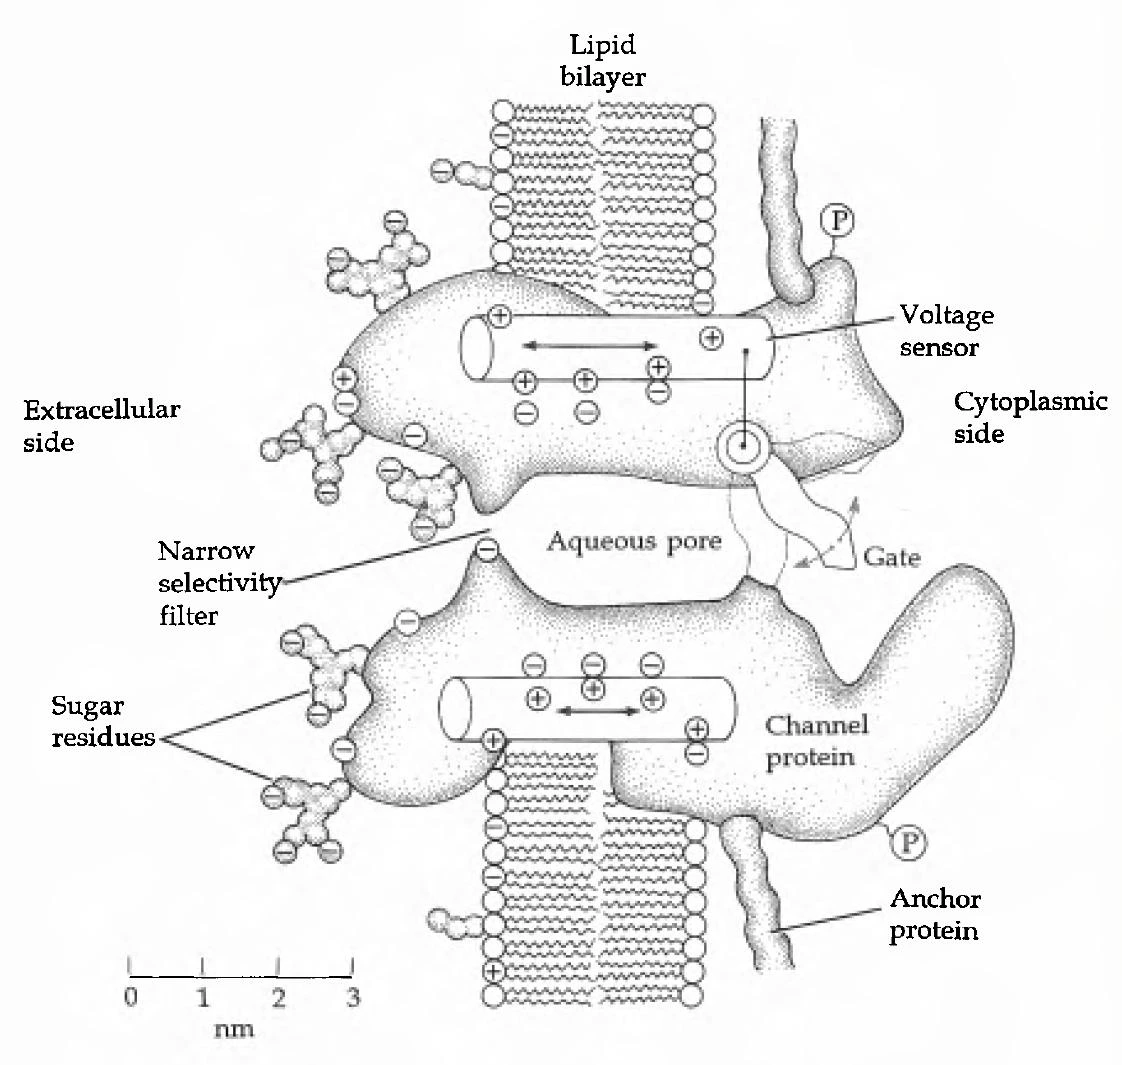 Lipid
bilayer
P
Voltage
sensor
Extracellular
side
Cytoplasmic
side
Narrow
selectivity
filter
Aqueous pore
Gate
Sugar
residues
Channel
protein
P
Anchor
protein
0 1 2 3
nm